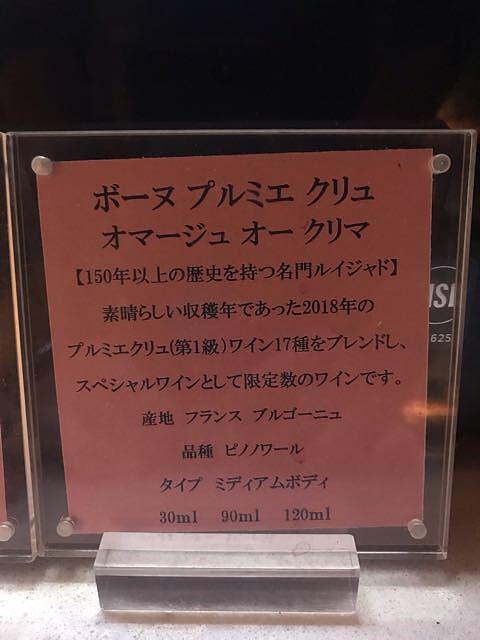 ボーヌ プルミエ クリュ
オマージュ オー クリマ
【150年以上の歴史を持つ名門ルイジャド】
素晴らしい収穫年であった2018年の
プルミエクリュ(第1級)ワイン17種をブレンドし、
スペシャルワインとして限定数のワインです。
産地 フランス ブルゴーニュ
品種 ピノノワール
タイプ ミディアムボディ
30ml 90ml 120ml
625